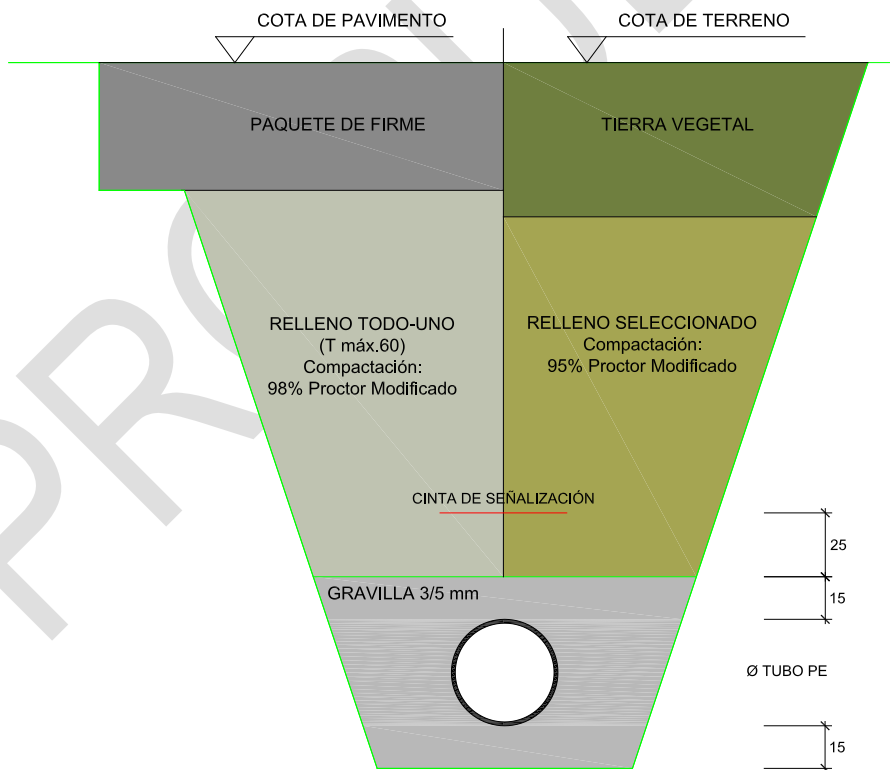 COTA DE PAVIMENTO
COTA DE TERRENO
PAQUETE DE FIRME
TIERRA VEGETAL
RELLENO TODO-UNO
(T máx.60)
Compactación:
98% Proctor Modificado
RELLENO SELECCIONADO
Compactación:
95% Proctor Modificado
CINTA DE SEÑALIZACIÓN
25
GRAVILLA 3/5 mm
15
Ø TUBO PE
15